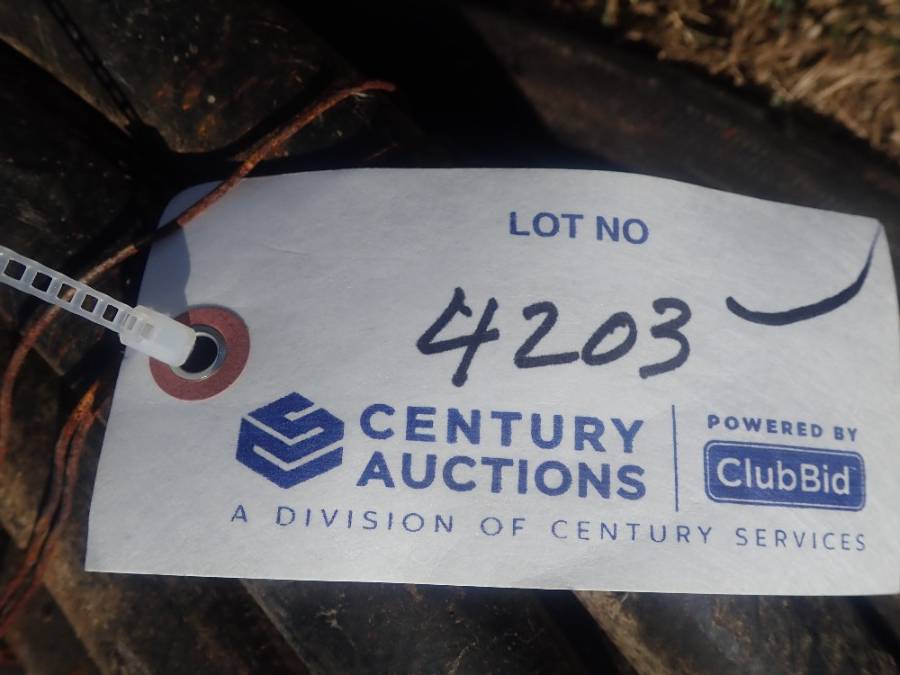 LOT NO
4203
CENTURY
AUCTIONS
POWERED BY
ClubBid
A DIVISION OF CENTURY SERVICES